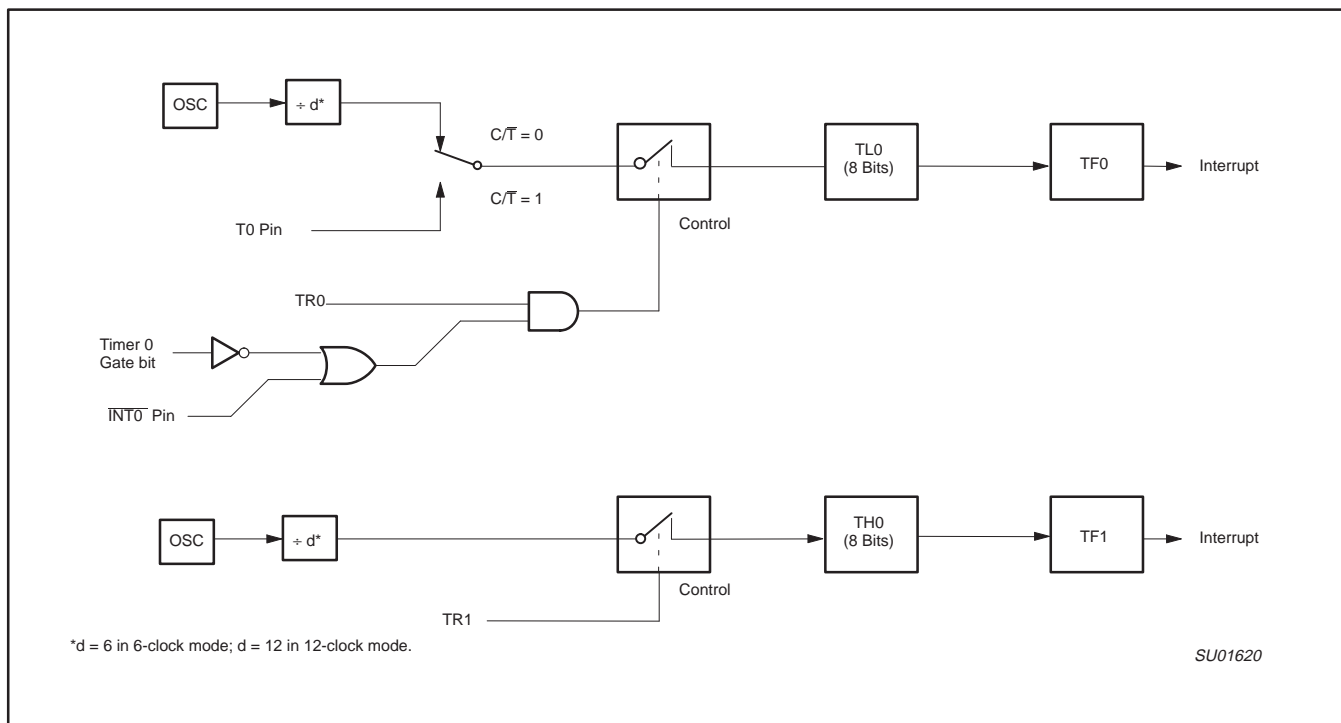 OSC
÷ d*
C/T̅ = 0
C/T̅ = 1
T0 Pin
Control
TL0
(8 Bits)
TF0
Interrupt
TR0
Timer 0
Gate bit
I̅N̅T̅0̅ Pin
OSC
÷ d*
Control
TH0
(8 Bits)
TF1
Interrupt
TR1
*d = 6 in 6-clock mode; d = 12 in 12-clock mode.
SU01620